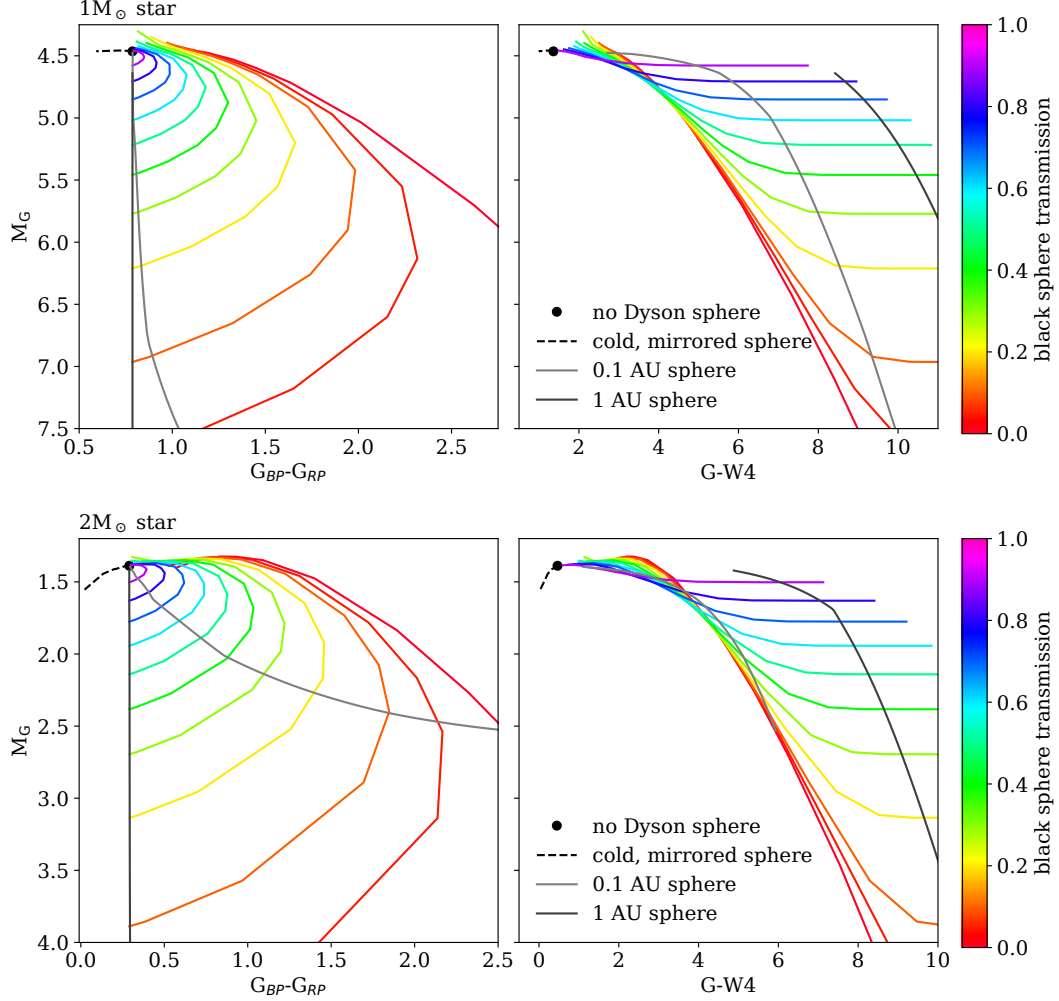 1M⊙ star
4.5
5.0
5.5
6.0
6.5
7.0
7.5
M_G
0.5 1.0 1.5 2.0 2.5
G_BP-G_RP
no Dyson sphere
cold, mirrored sphere
0.1 AU sphere
1 AU sphere
2 4 6 8 10
G-W4
1.0
0.8
0.6
0.4
0.2
0.0
black sphere transmission
2M⊙ star
1.5
2.0
2.5
3.0
3.5
4.0
M_G
0.0 0.5 1.0 1.5 2.0 2.5
G_BP-G_RP
no Dyson sphere
cold, mirrored sphere
0.1 AU sphere
1 AU sphere
0 2 4 6 8 10
G-W4
1.0
0.8
0.6
0.4
0.2
0.0
black sphere transmission